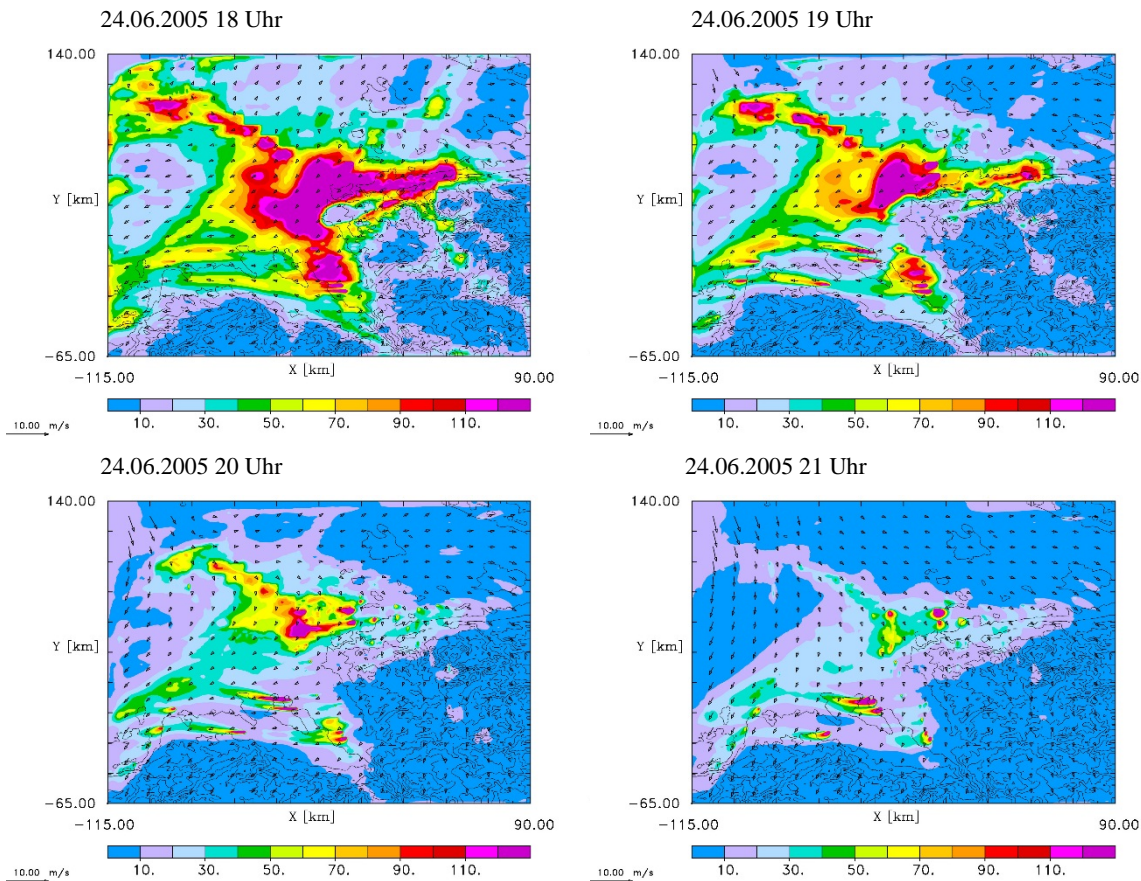 24.06.2005 18 Uhr
140.00
Y [km]
-65.00
X [km]
-115.00 90.00
10. 30. 50. 70. 90. 110.
10.00 m/s
24.06.2005 19 Uhr
140.00
Y [km]
-65.00
X [km]
-115.00 90.00
10. 30. 50. 70. 90. 110.
10.00 m/s
24.06.2005 20 Uhr
140.00
Y [km]
-65.00
X [km]
-115.00 90.00
10. 30. 50. 70. 90. 110.
10.00 m/s
24.06.2005 21 Uhr
140.00
Y [km]
-65.00
X [km]
-115.00 90.00
10. 30. 50. 70. 90. 110.
10.00 m/s